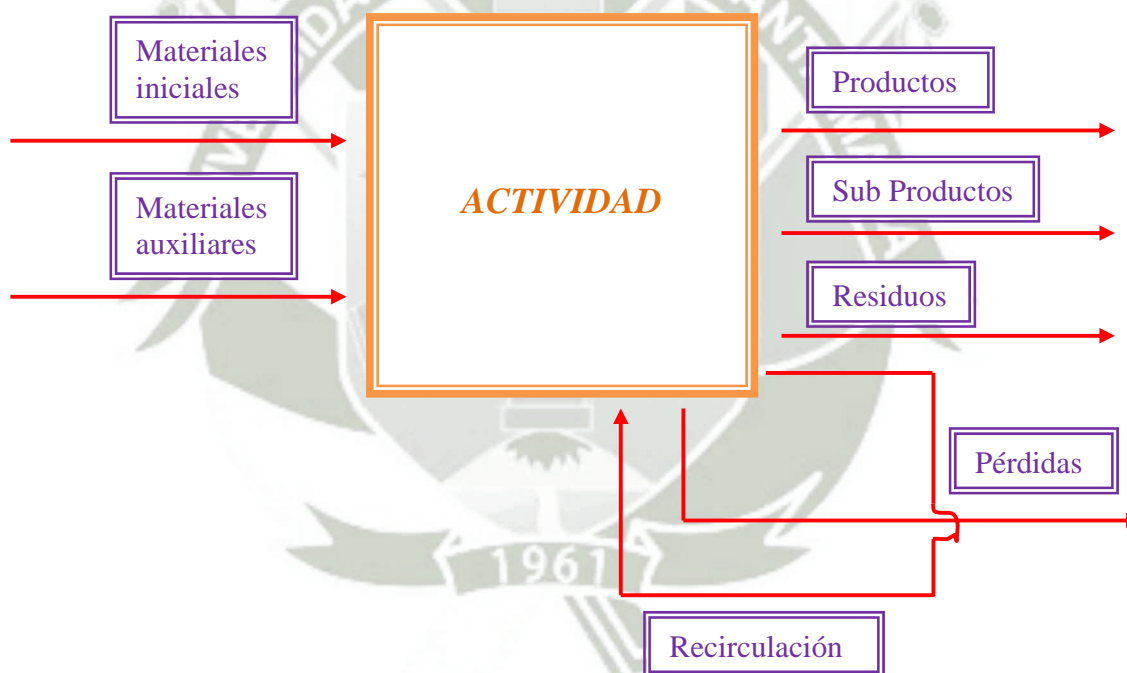 Materiales
iniciales
Materiales
auxiliares
ACTIVIDAD
Productos
Sub Productos
Residuos
Pérdidas
Recirculación
1961